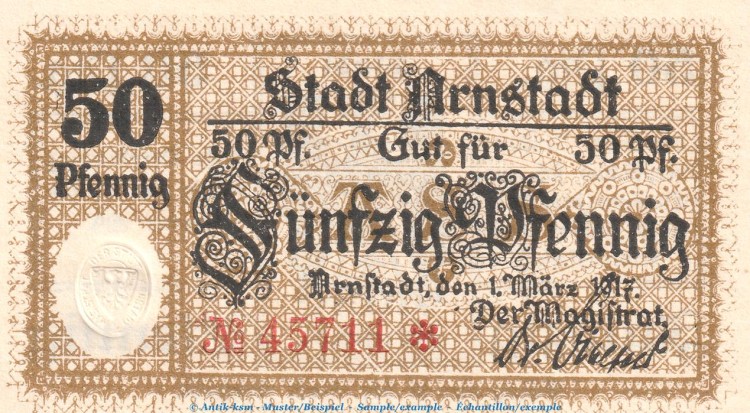 50
Pfennig
Stadt Arnstadt
50 Pf. Gut für 50 Pf.
Fünfzig Pfennig
Arnstadt, den 1. März 1917.
Der Magistrat.
№ 45711 *
© Antik-ksm - Muster/Beispiel - Sample/example - Échantillon/exemple